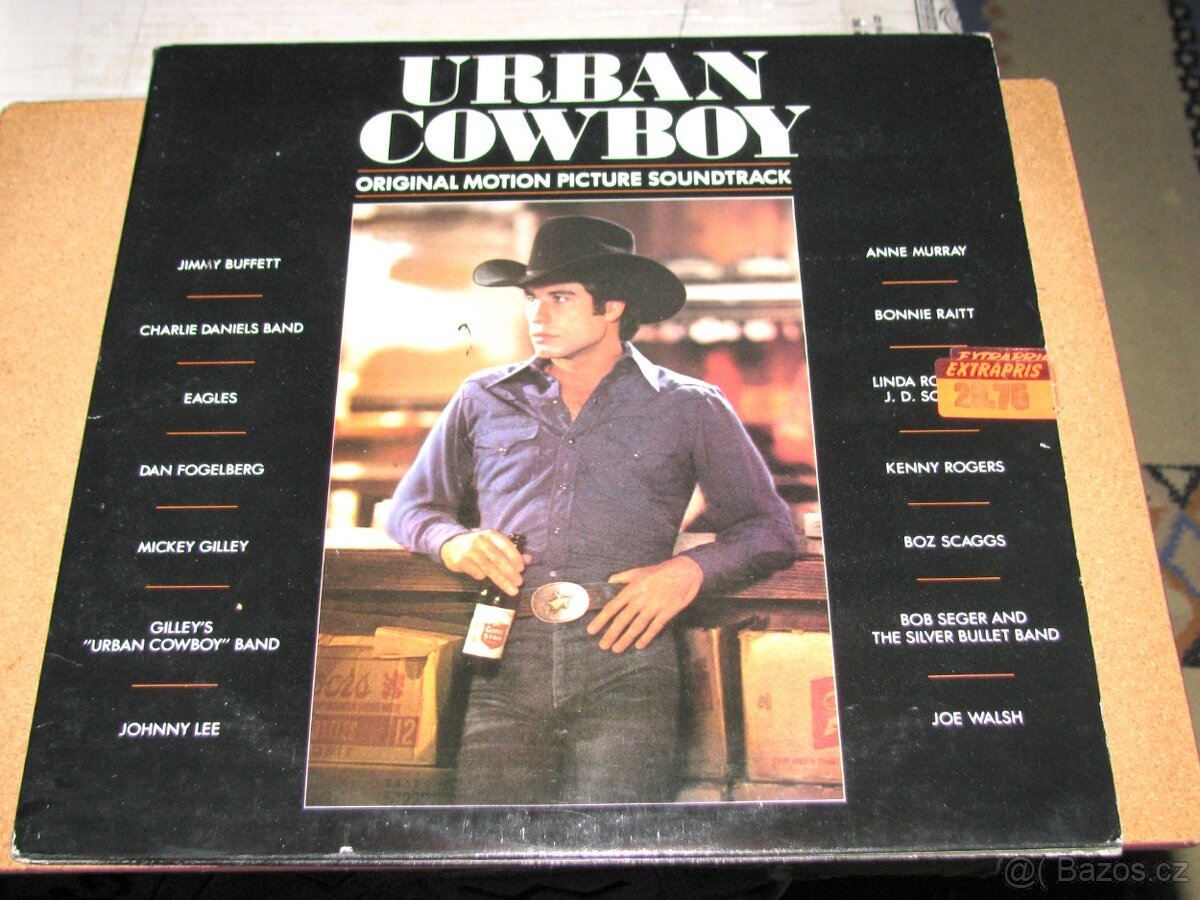 URBAN
COWBOY
ORIGINAL MOTION PICTURE SOUNDTRACK
JIMMY BUFFETT
CHARLIE DANIELS BAND
EAGLES
DAN FOGELBERG
MICKEY GILLEY
GILLEY'S
"URBAN COWBOY" BAND
JOHNNY LEE
ANNE MURRAY
BONNIE RAITT
LINDA
J. D.
EXTRAPRIS
KENNY ROGERS
BOZ SCAGGS
BOB SEGER AND
THE SILVER BULLET BAND
JOE WALSH
12
@( Bazos.cz